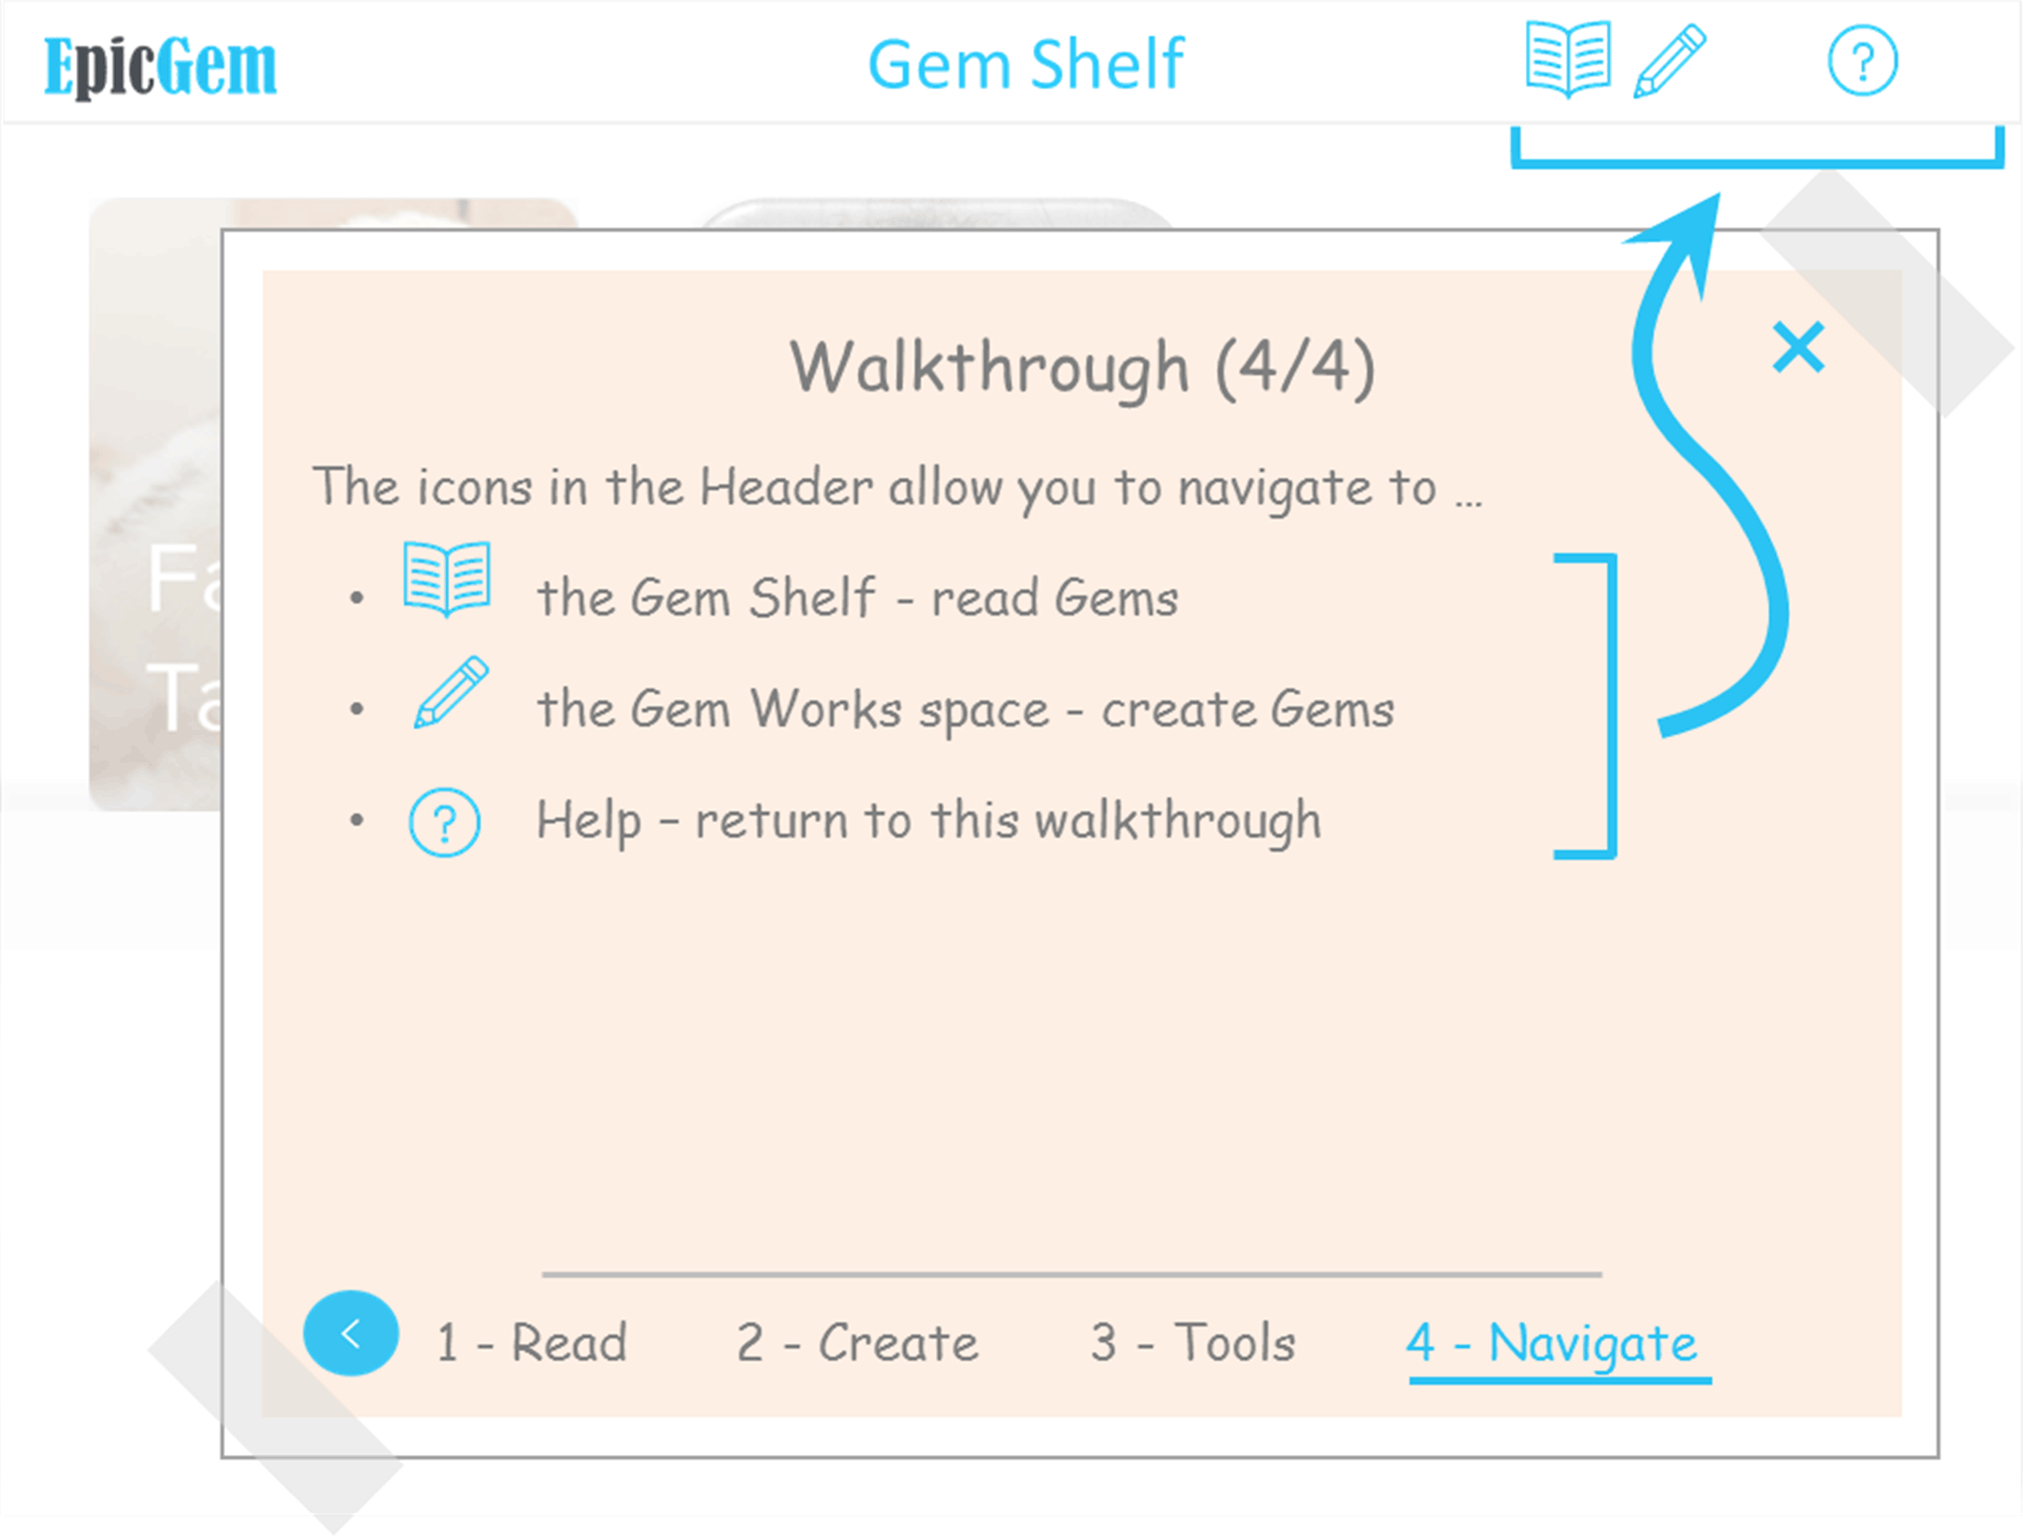 EpicGem
Gem Shelf
?
Walkthrough (4/4)
The icons in the Header allow you to navigate to ...
• the Gem Shelf - read Gems
• the Gem Works space - create Gems
• ? Help – return to this walkthrough
Fa
Ta
< 1 - Read 2 - Create 3 - Tools 4 - Navigate